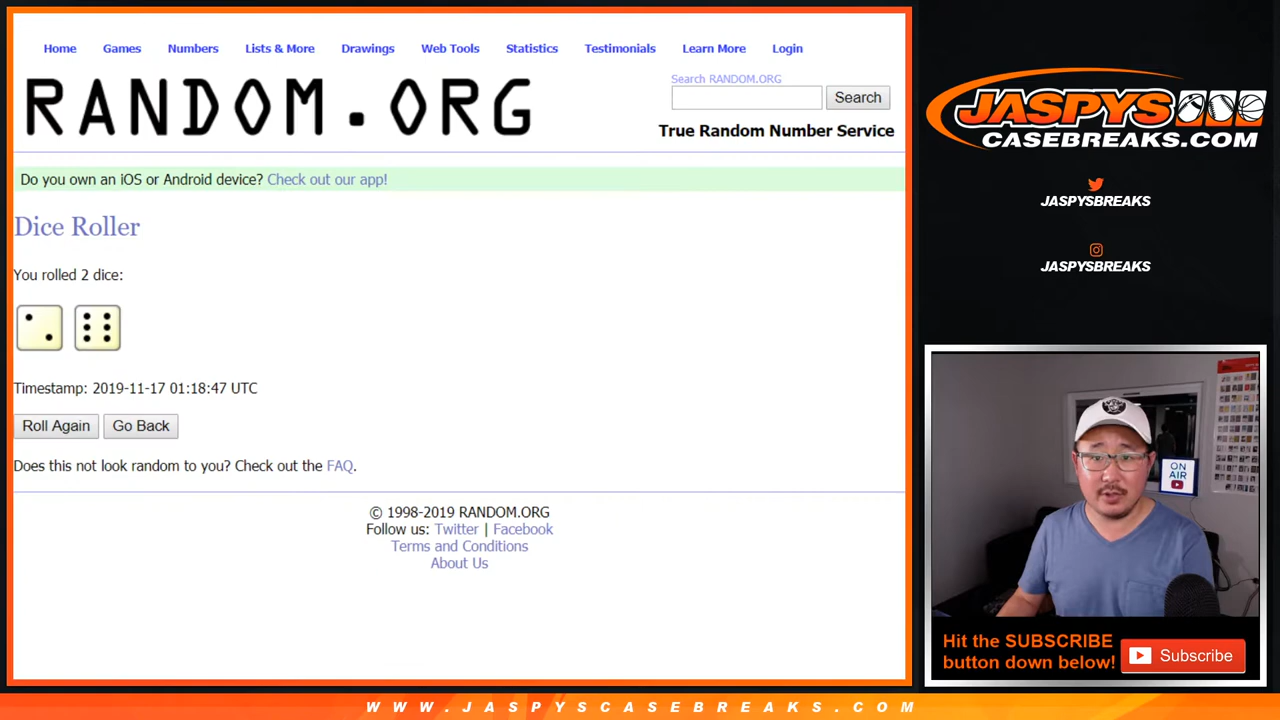 Home Games Numbers Lists & More Drawings Web Tools Statistics Testimonials Learn More Login
RANDOM.ORG
Search RANDOM.ORG
Search
True Random Number Service
Do you own an iOS or Android device? Check out our app!
Dice Roller
You rolled 2 dice:
Timestamp: 2019-11-17 01:18:47 UTC
Roll Again Go Back
Does this not look random to you? Check out the FAQ.
© 1998-2019 RANDOM.ORG
Follow us: Twitter | Facebook
Terms and Conditions
About Us
JASPYS
CASEBREAKS.COM
JASPYSBREAKS
JASPYSBREAKS
ON
AIR
Hit the SUBSCRIBE
button down below!
Subscribe
WWW.JASPYSCASEBREAKS.COM